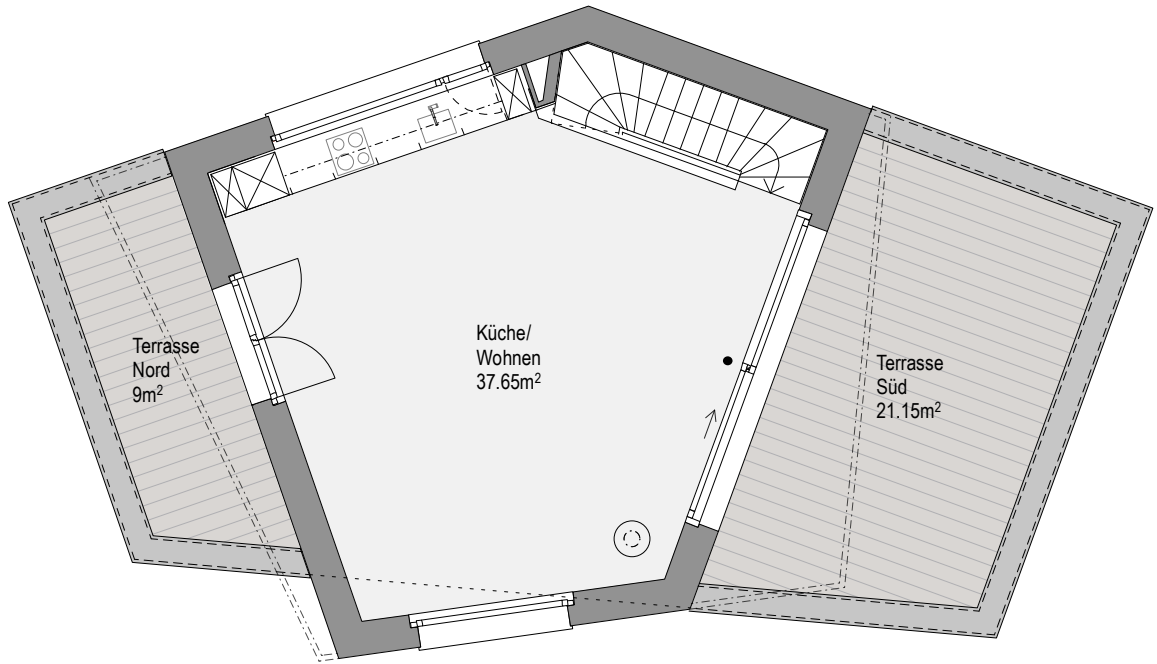 Terrasse
Nord
9m²
Küche/
Wohnen
37.65m²
Terrasse
Süd
21.15m²